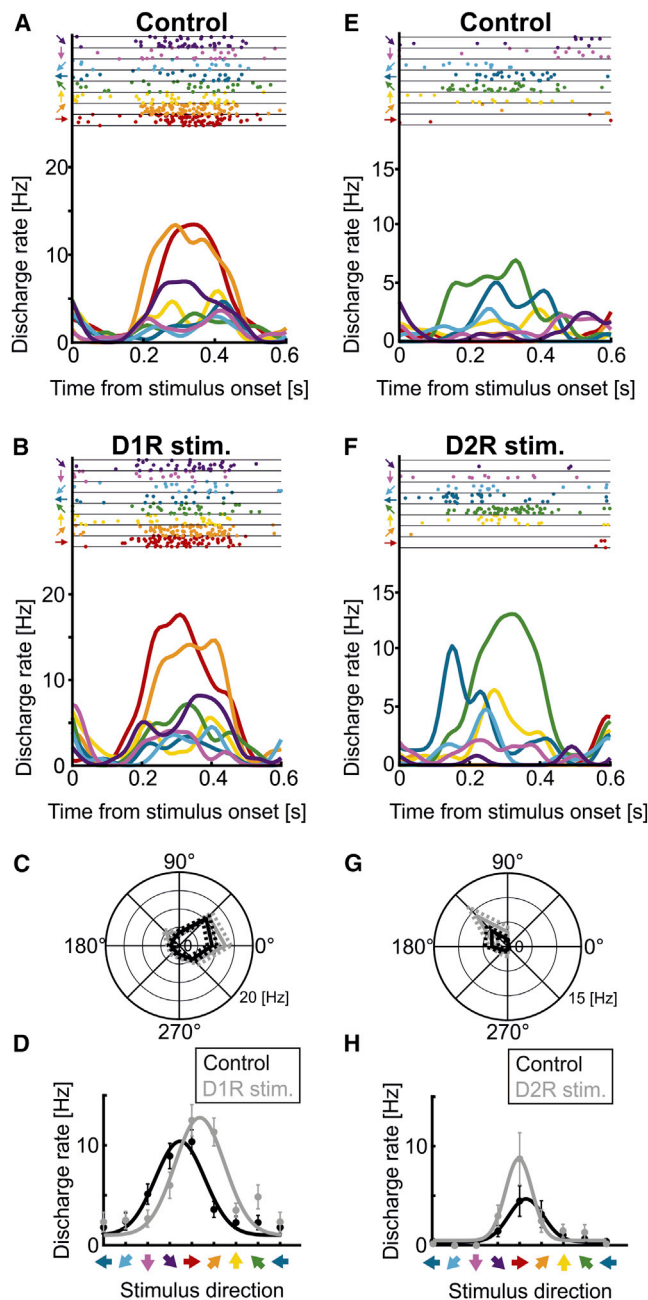 A Control
Discharge rate [Hz]
20
10
0
0 0.2 0.4 0.6
Time from stimulus onset [s]
E Control
Discharge rate [Hz]
15
10
5
0
0 0.2 0.4 0.6
Time from stimulus onset [s]
B D1R stim.
Discharge rate [Hz]
20
10
0
0 0.2 0.4 0.6
Time from stimulus onset [s]
F D2R stim.
Discharge rate [Hz]
15
10
5
0
0 0.2 0.4 0.6
Time from stimulus onset [s]
C
90°
180°
0
0°
20 [Hz]
270°
G
90°
180°
0
0°
15 [Hz]
270°
D
Control
D1R stim.
Discharge rate [Hz]
10
0
Stimulus direction
H
Control
D2R stim.
Discharge rate [Hz]
10
0
Stimulus direction